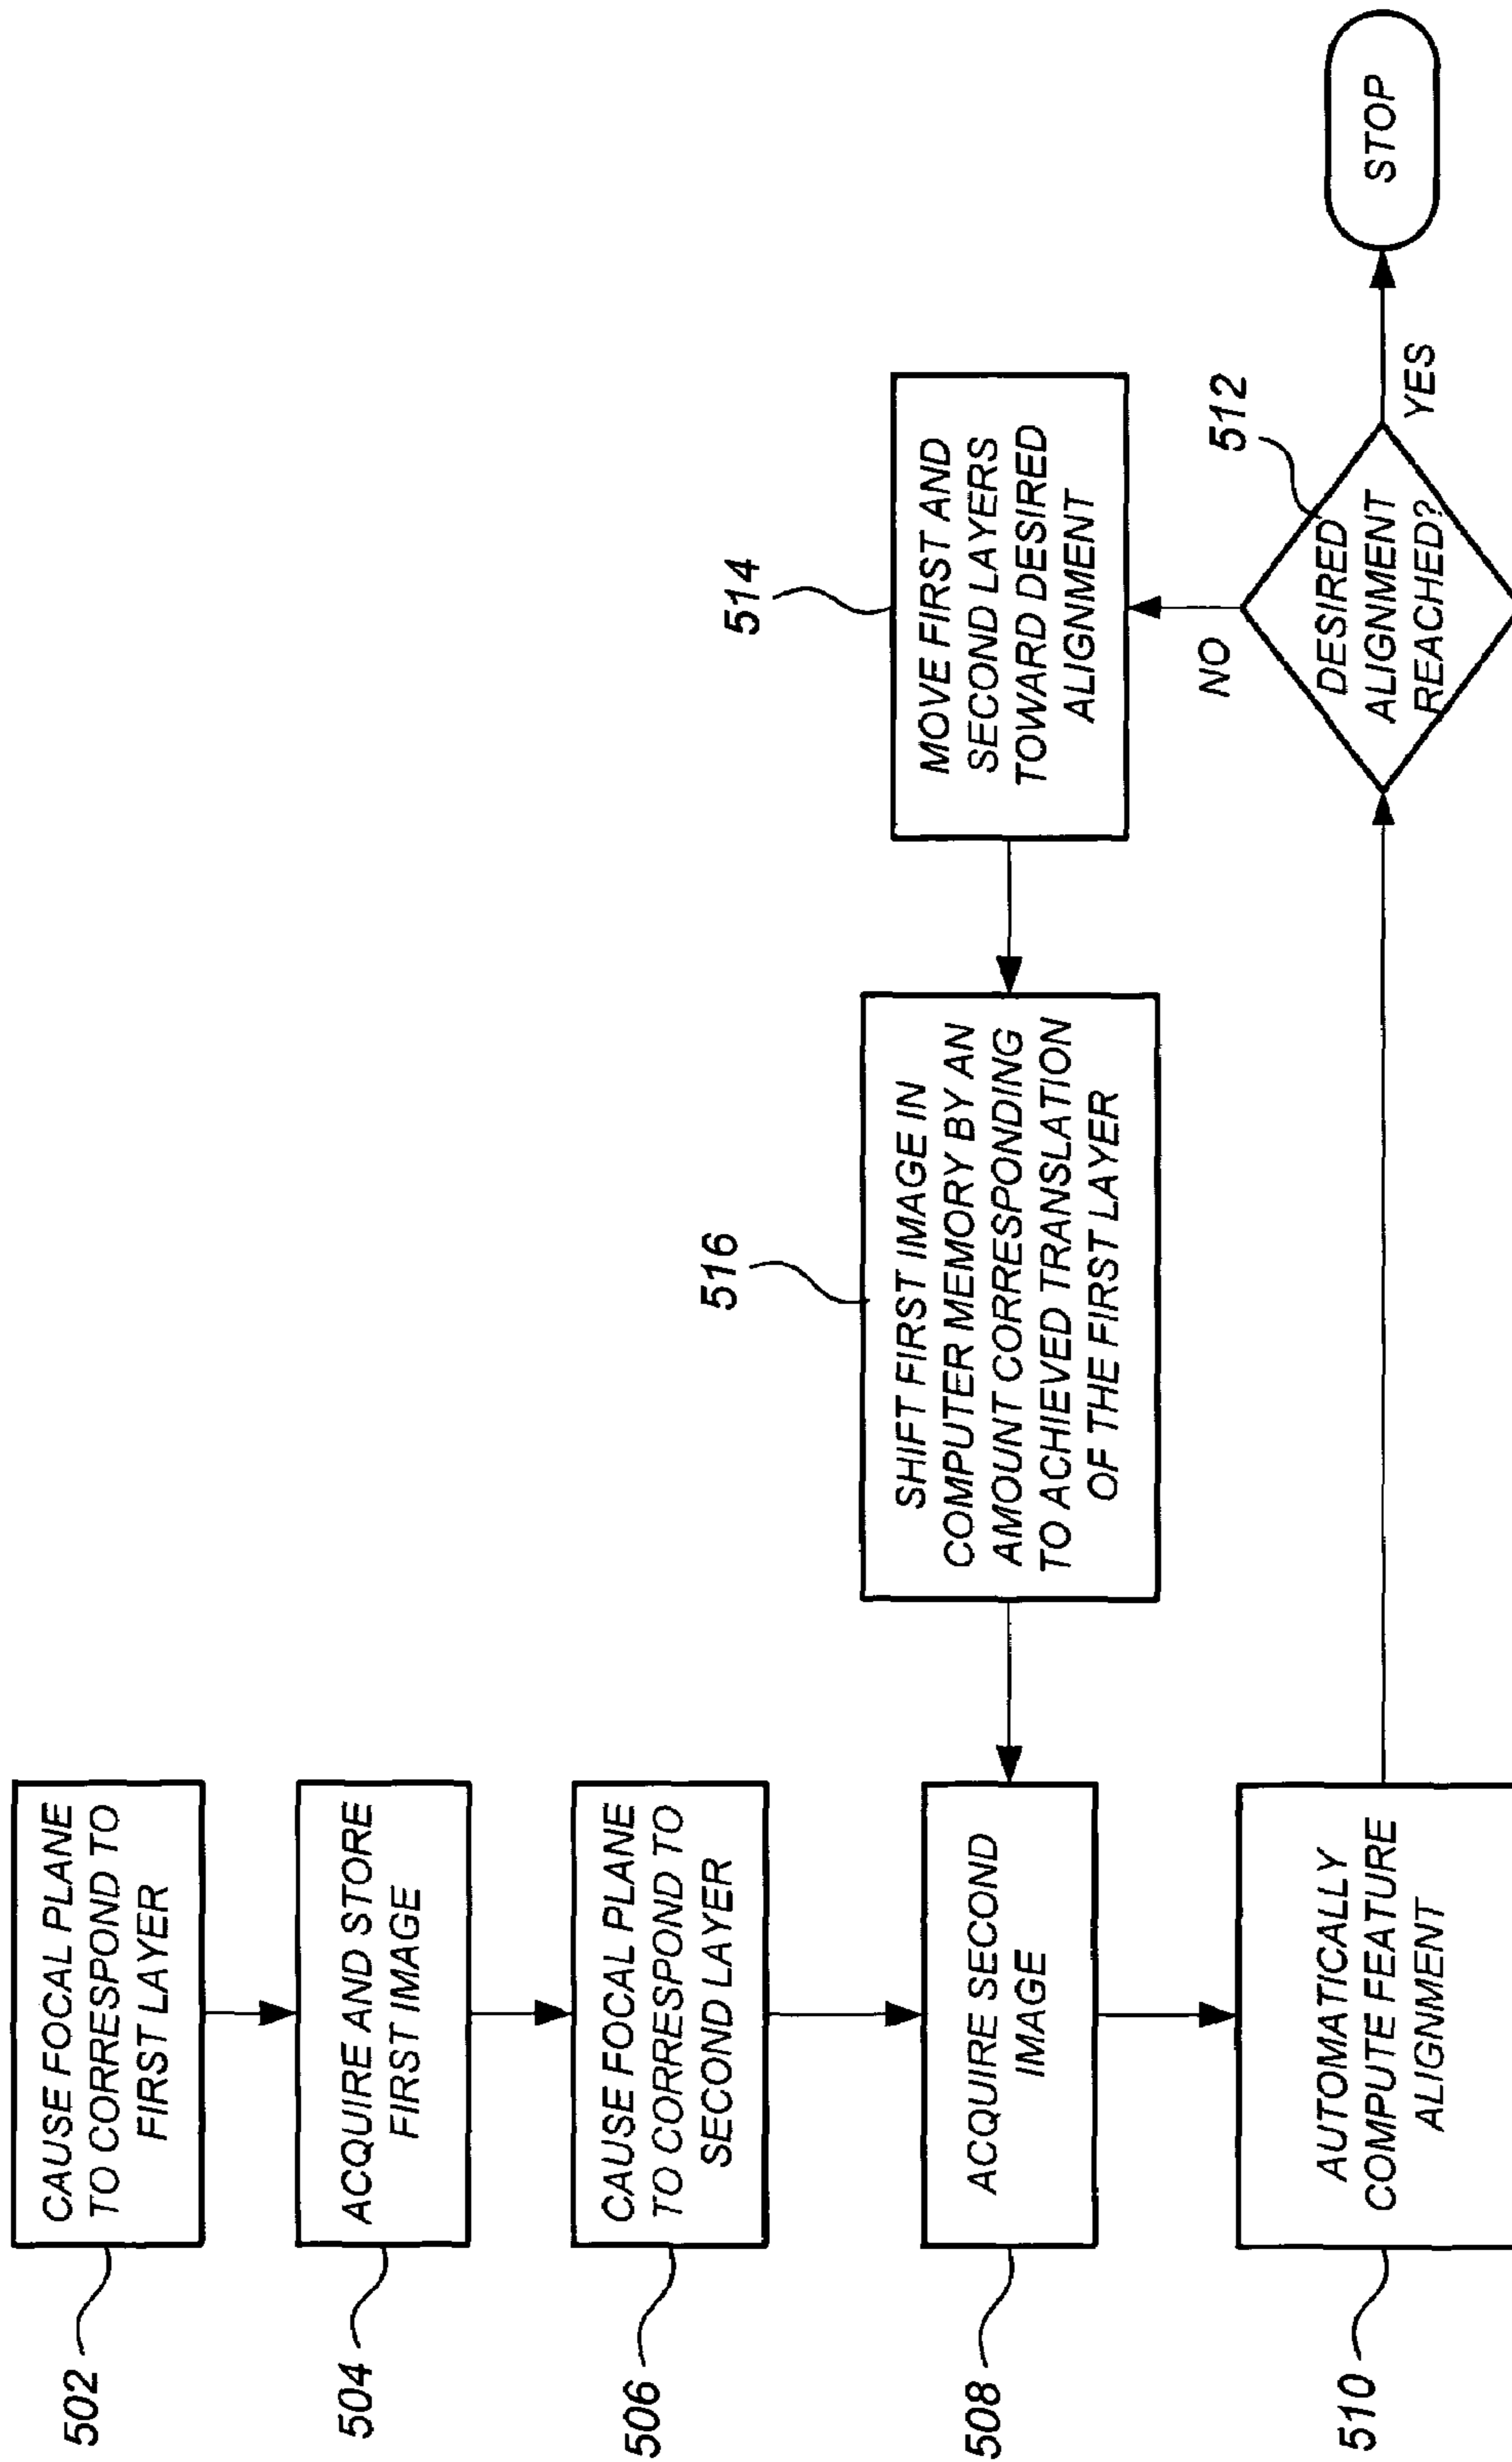 502
CAUSE FOCAL PLANE
TO CORRESPOND TO
FIRST LAYER
504
ACQUIRE AND STORE
FIRST IMAGE
506
CAUSE FOCAL PLANE
TO CORRESPOND TO
SECOND LAYER
508
ACQUIRE SECOND
IMAGE
510
AUTOMATICALLY
COMPUTE FEATURE
ALIGNMENT
512
DESIRED
ALIGNMENT
REACHED?
YES
STOP
NO
514
MOVE FIRST AND
SECOND LAYERS
TOWARD DESIRED
ALIGNMENT
516
SHIFT FIRST IMAGE IN
COMPUTER MEMORY BY AN
AMOUNT CORRESPONDING
TO ACHIEVED TRANSLATION
OF THE FIRST LAYER